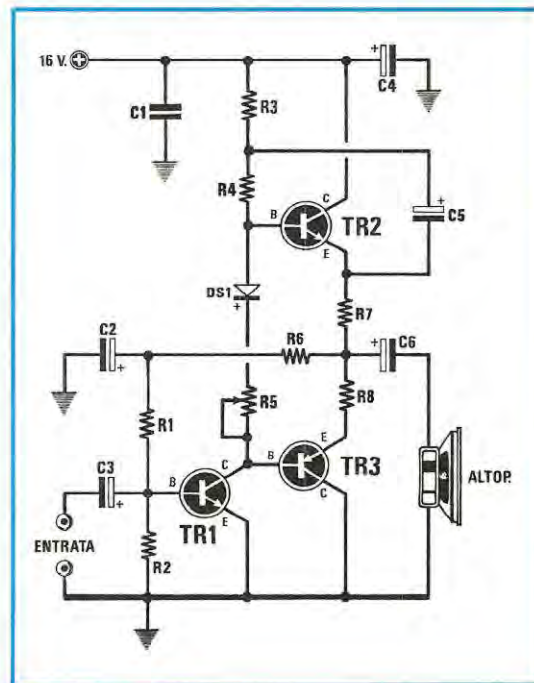 16 V.
C1
R3
C4
R4
B
C
E
TR2
C5
DS1
R7
C2
R6
C6
R5
R8
R1
C3
B
C
E
TR1
B
E
C
TR3
ALTOP.
ENTRATA
R2